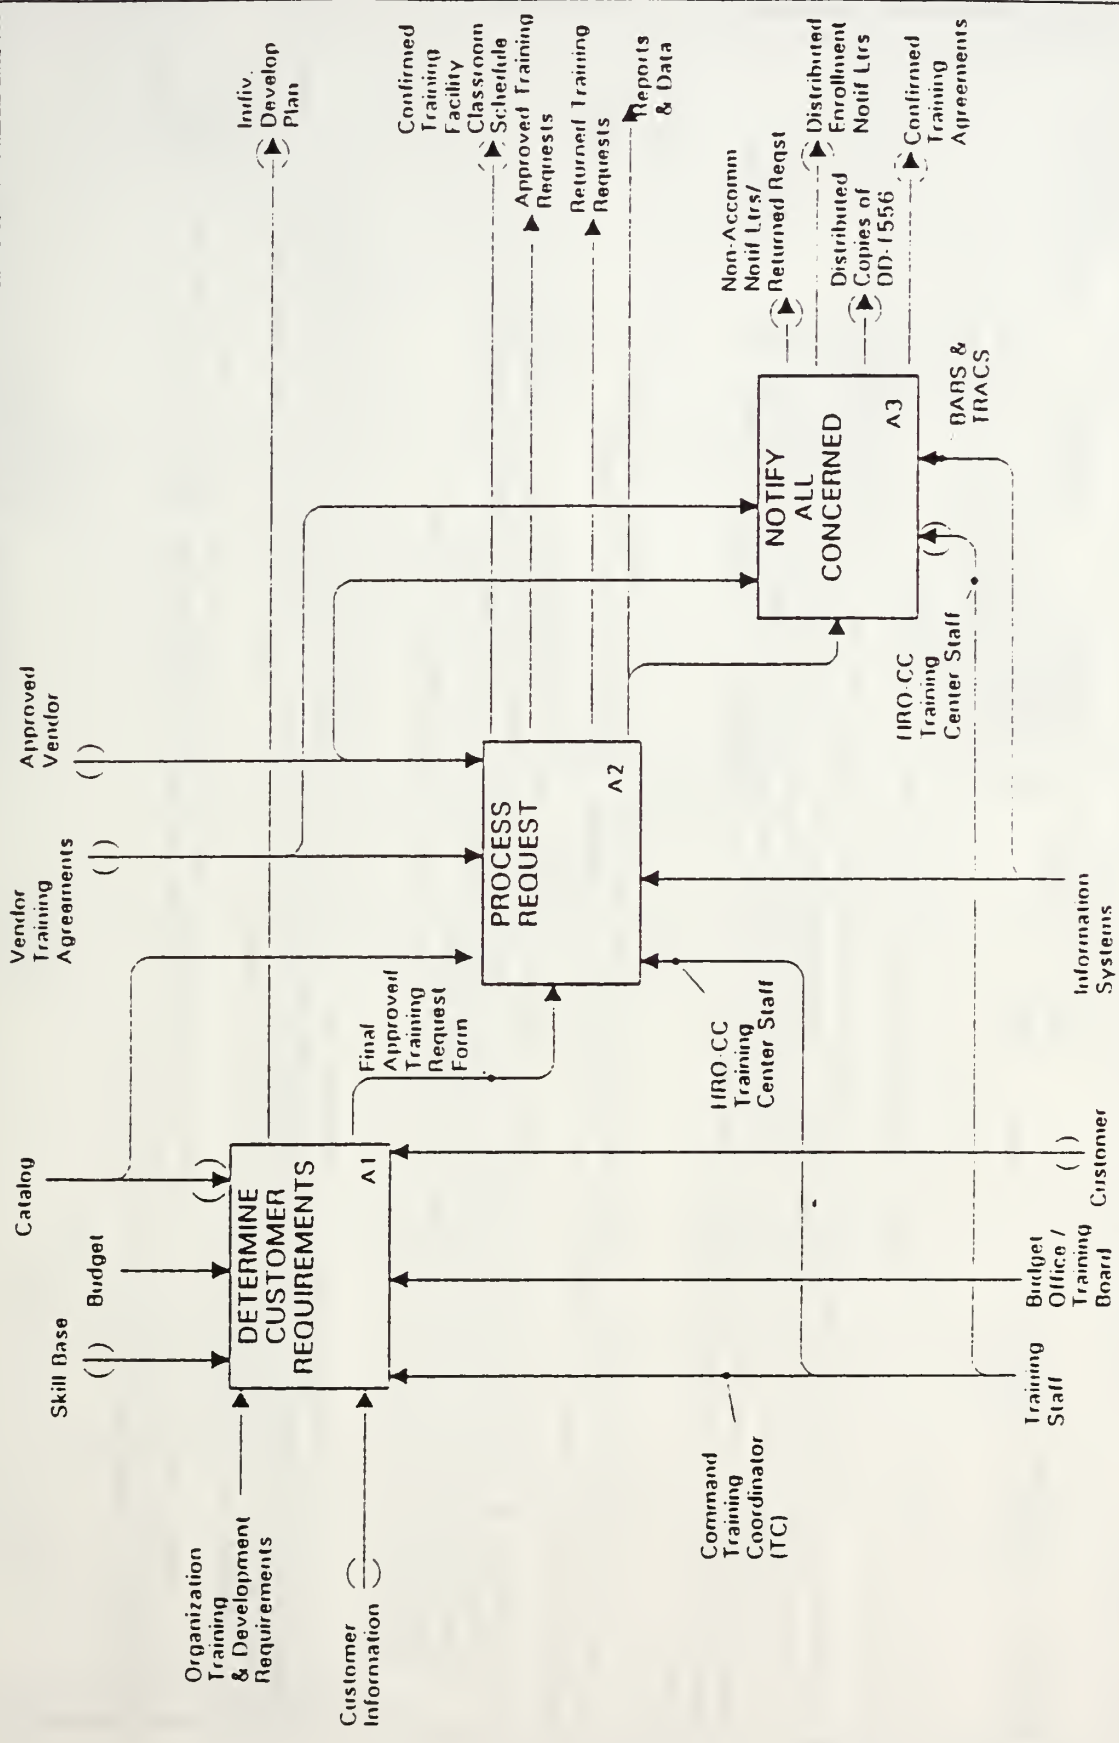 Skill Base
Budget
Catalog
Vendor
Training
Agreements
Approved
Vendor
Indiv.
Develop
Plan
Organization
Training
& Development
Requirements
Customer
Information
DETERMINE
CUSTOMER
REQUIREMENTS
A1
Final
Approved
Training
Request
Form
PROCESS
REQUEST
A2
Confirmed
Training
Facility
Classroom
Schedule
Approved Training
Requests
Returned Training
Requests
Reports
& Data
NOTIFY
ALL
CONCERNED
A3
Non-Accomm
Notif Ltrs/
Returned Reqst
Distributed
Enrollment
Notif Ltrs
Distributed
Copies of
DD-1556
Confirmed
Training
Agreements
Command
Training
Coordinator
(TC)
HRO-CC
Training
Center Staff
HRO-CC
Training
Center Staff
BARS &
TRACS
Training
Staff
Budget
Office /
Training
Board
Customer
Information
Systems